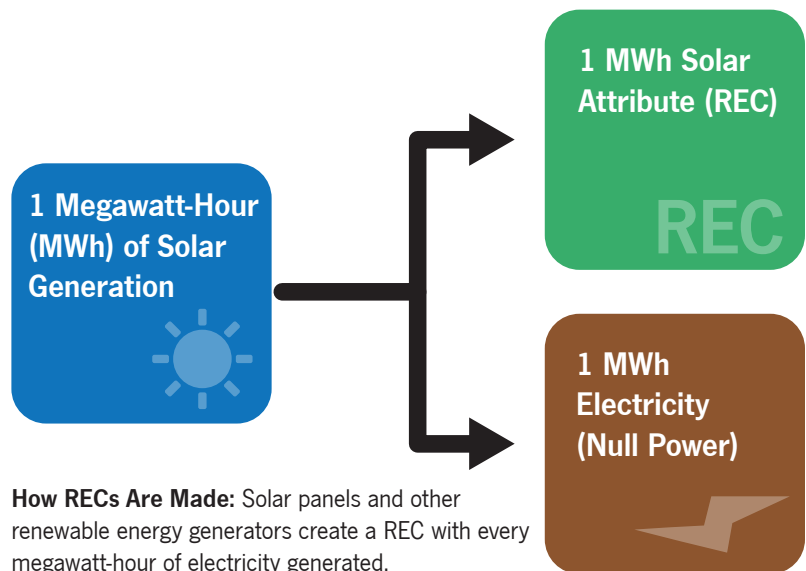 1 Megawatt-Hour
(MWh) of Solar
Generation
1 MWh Solar
Attribute (REC)
REC
1 MWh
Electricity
(Null Power)
How RECs Are Made: Solar panels and other
renewable energy generators create a REC with every
megawatt-hour of electricity generated.